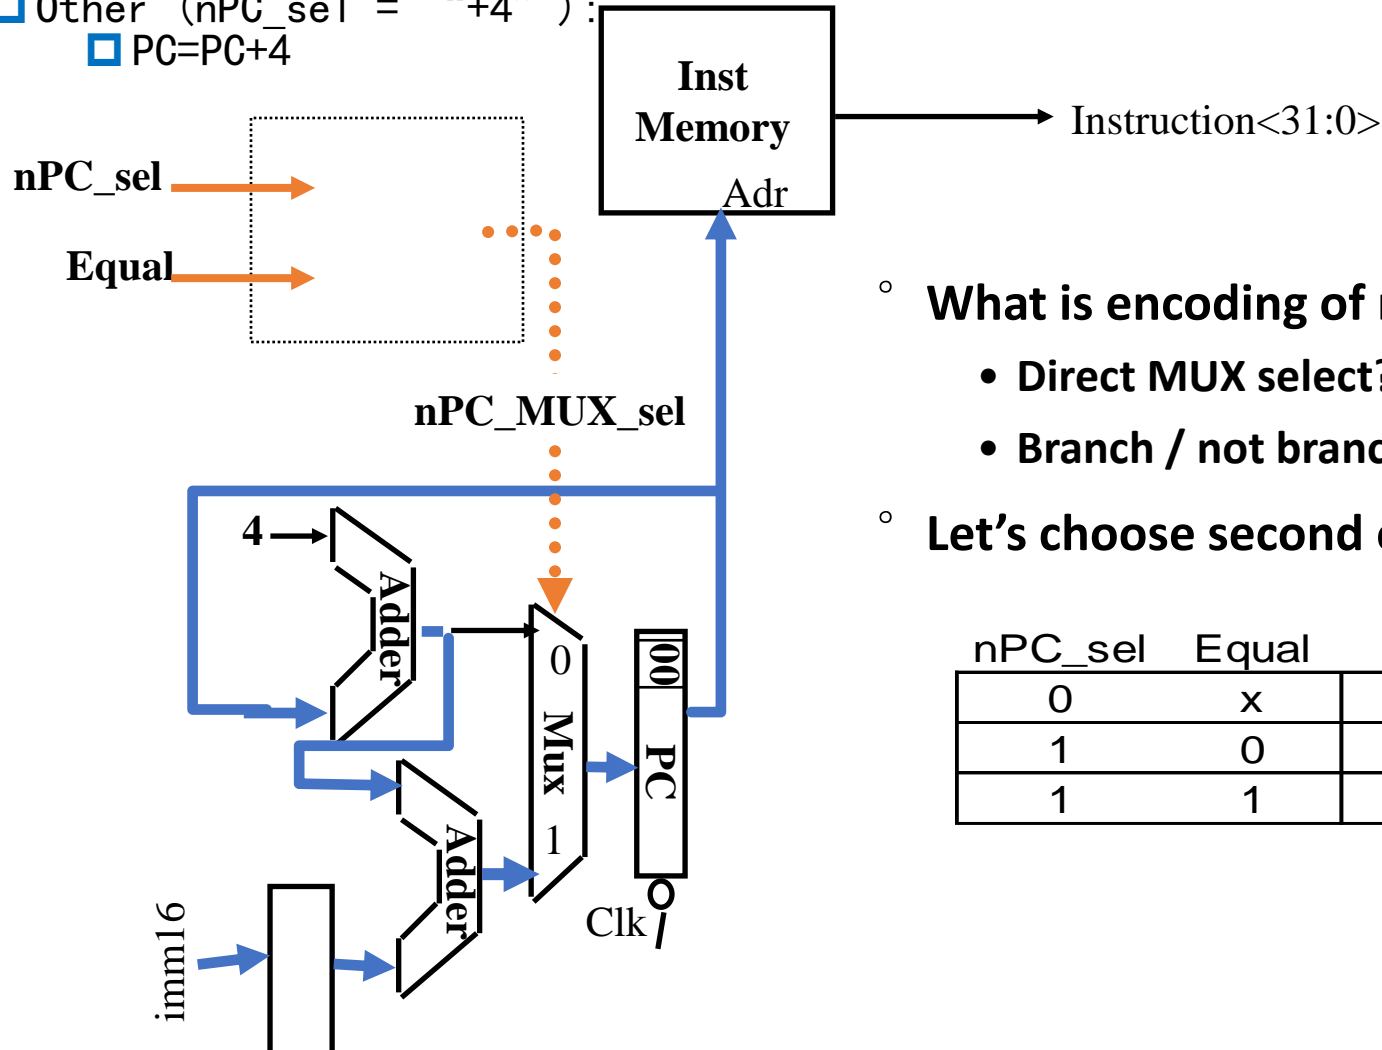 Other (nPC_sel = "+4" ):
PC=PC+4
Inst
Memory
Adr
Instruction<31:0>
nPC_sel
Equal
nPC_MUX_sel
4
Adder
0
Mux
1
00
PC
Adder
Clk
imm16
° What is encoding of
• Direct MUX select?
• Branch / not branc
° Let's choose second
nPC_sel Equal
0 x
1 0
1 1